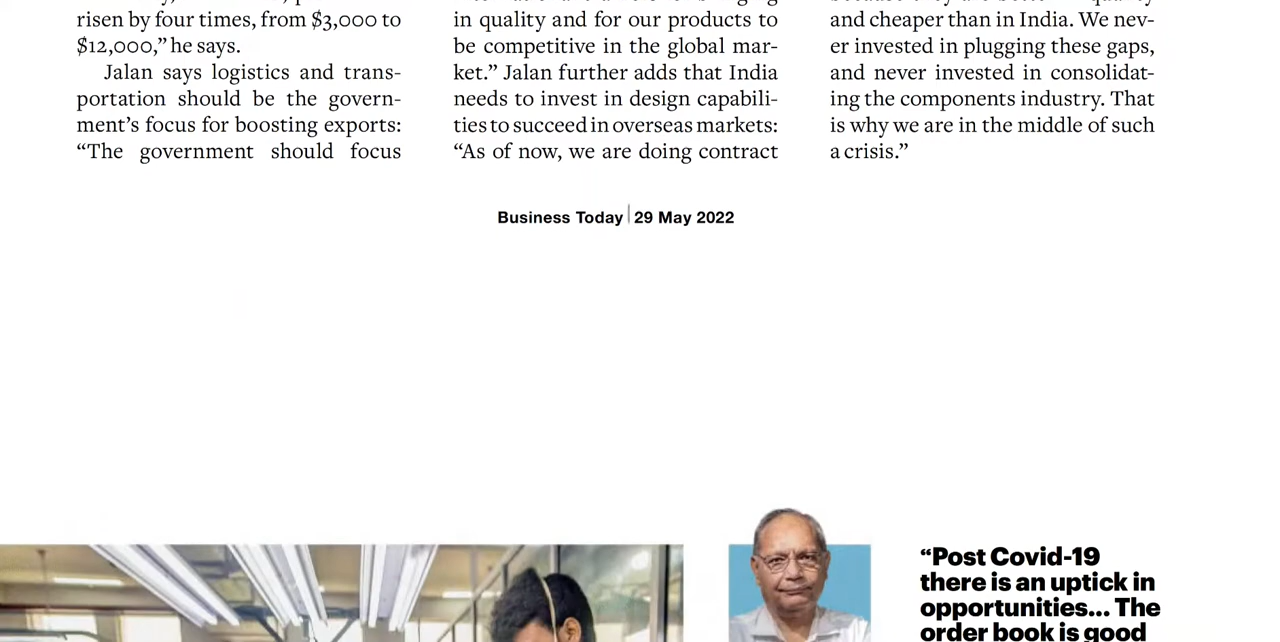 risen by four times, from $3,000 to
$12,000,” he says.
Jalan says logistics and trans-
portation should be the govern-
ment’s focus for boosting exports:
“The government should focus
in quality and for our products to
be competitive in the global mar-
ket.” Jalan further adds that India
needs to invest in design capabili-
ties to succeed in overseas markets:
“As of now, we are doing contract
and cheaper than in India. We nev-
er invested in plugging these gaps,
and never invested in consolidat-
ing the components industry. That
is why we are in the middle of such
a crisis.”
Business Today | 29 May 2022
“Post Covid-19
there is an uptick in
opportunities... The
order book is good